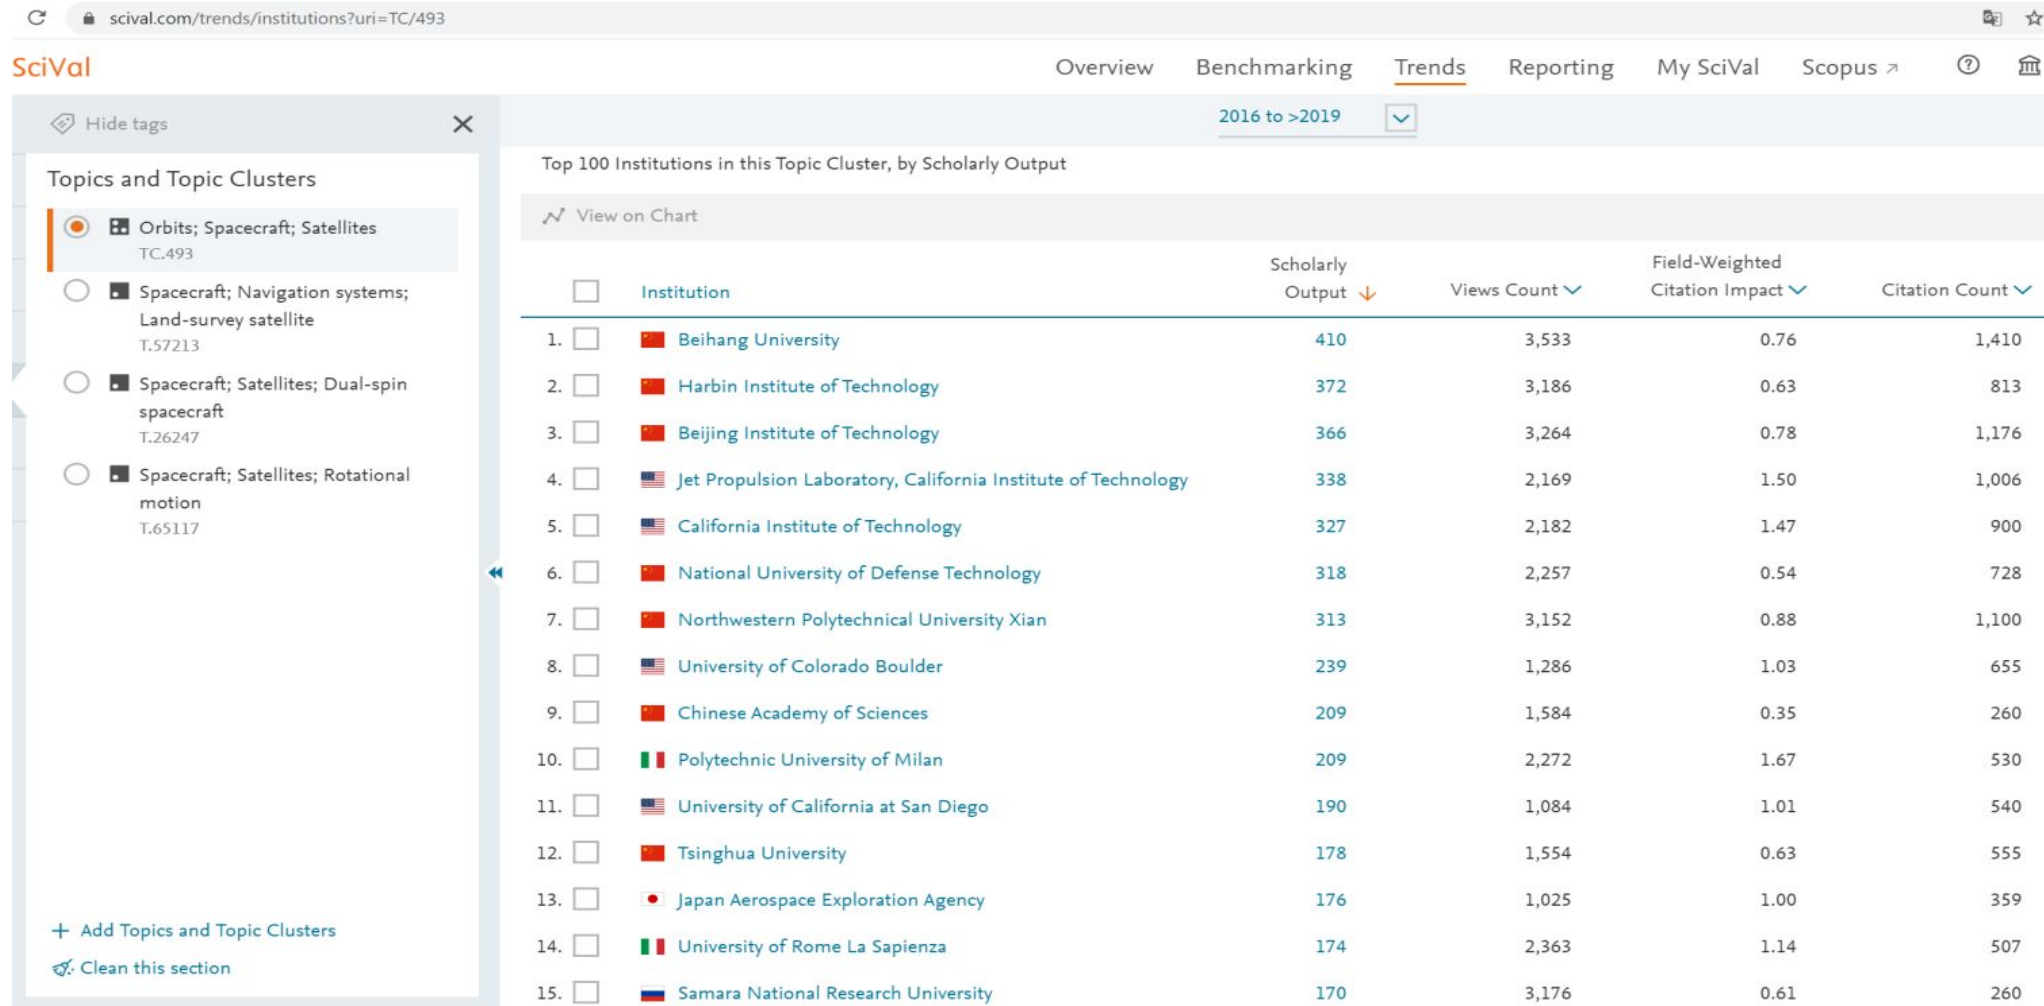 scival.com/trends/institutions?uri=TC/493
SciVal
Overview Benchmarking Trends Reporting My SciVal Scopus ↗ ?
Hide tags
2016 to >2019
Topics and Topic Clusters
Orbits; Spacecraft; Satellites
TC.493
Spacecraft; Navigation systems;
Land-survey satellite
T.57213
Spacecraft; Satellites; Dual-spin
spacecraft
T.26247
Spacecraft; Satellites; Rotational
motion
T.65117
+ Add Topics and Topic Clusters
Clean this section
Top 100 Institutions in this Topic Cluster, by Scholarly Output
View on Chart
Scholarly Field-Weighted
Institution Output Views Count Citation Impact Citation Count
1. Beihang University 410 3,533 0.76 1,410
2. Harbin Institute of Technology 372 3,186 0.63 813
3. Beijing Institute of Technology 366 3,264 0.78 1,176
4. Jet Propulsion Laboratory, California Institute of Technology 338 2,169 1.50 1,006
5. California Institute of Technology 327 2,182 1.47 900
6. National University of Defense Technology 318 2,257 0.54 728
7. Northwestern Polytechnical University Xian 313 3,152 0.88 1,100
8. University of Colorado Boulder 239 1,286 1.03 655
9. Chinese Academy of Sciences 209 1,584 0.35 260
10. Polytechnic University of Milan 209 2,272 1.67 530
11. University of California at San Diego 190 1,084 1.01 540
12. Tsinghua University 178 1,554 0.63 555
13. Japan Aerospace Exploration Agency 176 1,025 1.00 359
14. University of Rome La Sapienza 174 2,363 1.14 507
15. Samara National Research University 170 3,176 0.61 260